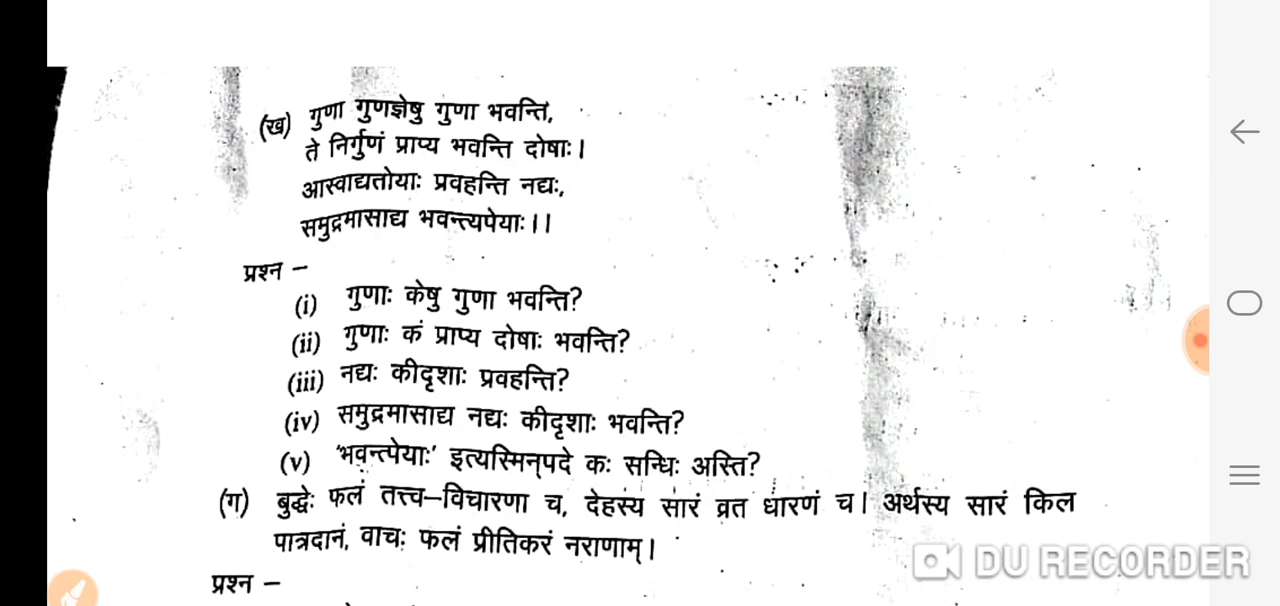 (ख) गुणा गुणज्ञेषु गुणा भवन्ति,
ते निर्गुणं प्राप्य भवन्ति दोषाः।
आस्वाद्यतोयाः प्रवहन्ति नद्यः,
समुद्रमासाद्य भवन्त्यपेयाः।।
प्रश्न –
(i) गुणाः केषु गुणा भवन्ति?
(ii) गुणाः कं प्राप्य दोषाः भवन्ति?
(iii) नद्यः कीदृशाः प्रवहन्ति?
(iv) समुद्रमासाद्य नद्यः कीदृशाः भवन्ति?
(v) 'भवन्त्पेयाः' इत्यस्मिन्पदे कः सन्धिः अस्ति?
(ग) बुद्धेः फलं तत्त्व–विचारणा च, देहस्य सारं व्रत धारणं च। अर्थस्य सारं किल
पात्रदानं, वाचः फलं प्रीतिकरं नराणाम्।
DU RECORDER
प्रश्न –